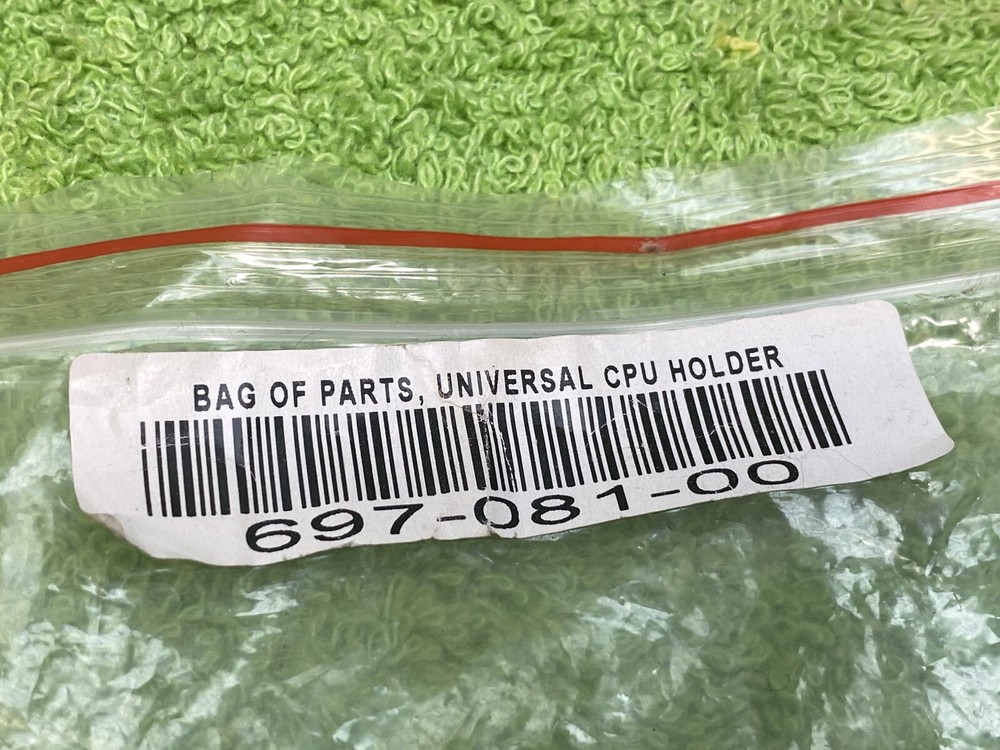 BAG OF PARTS, UNIVERSAL CPU HOLDER
697-081-00